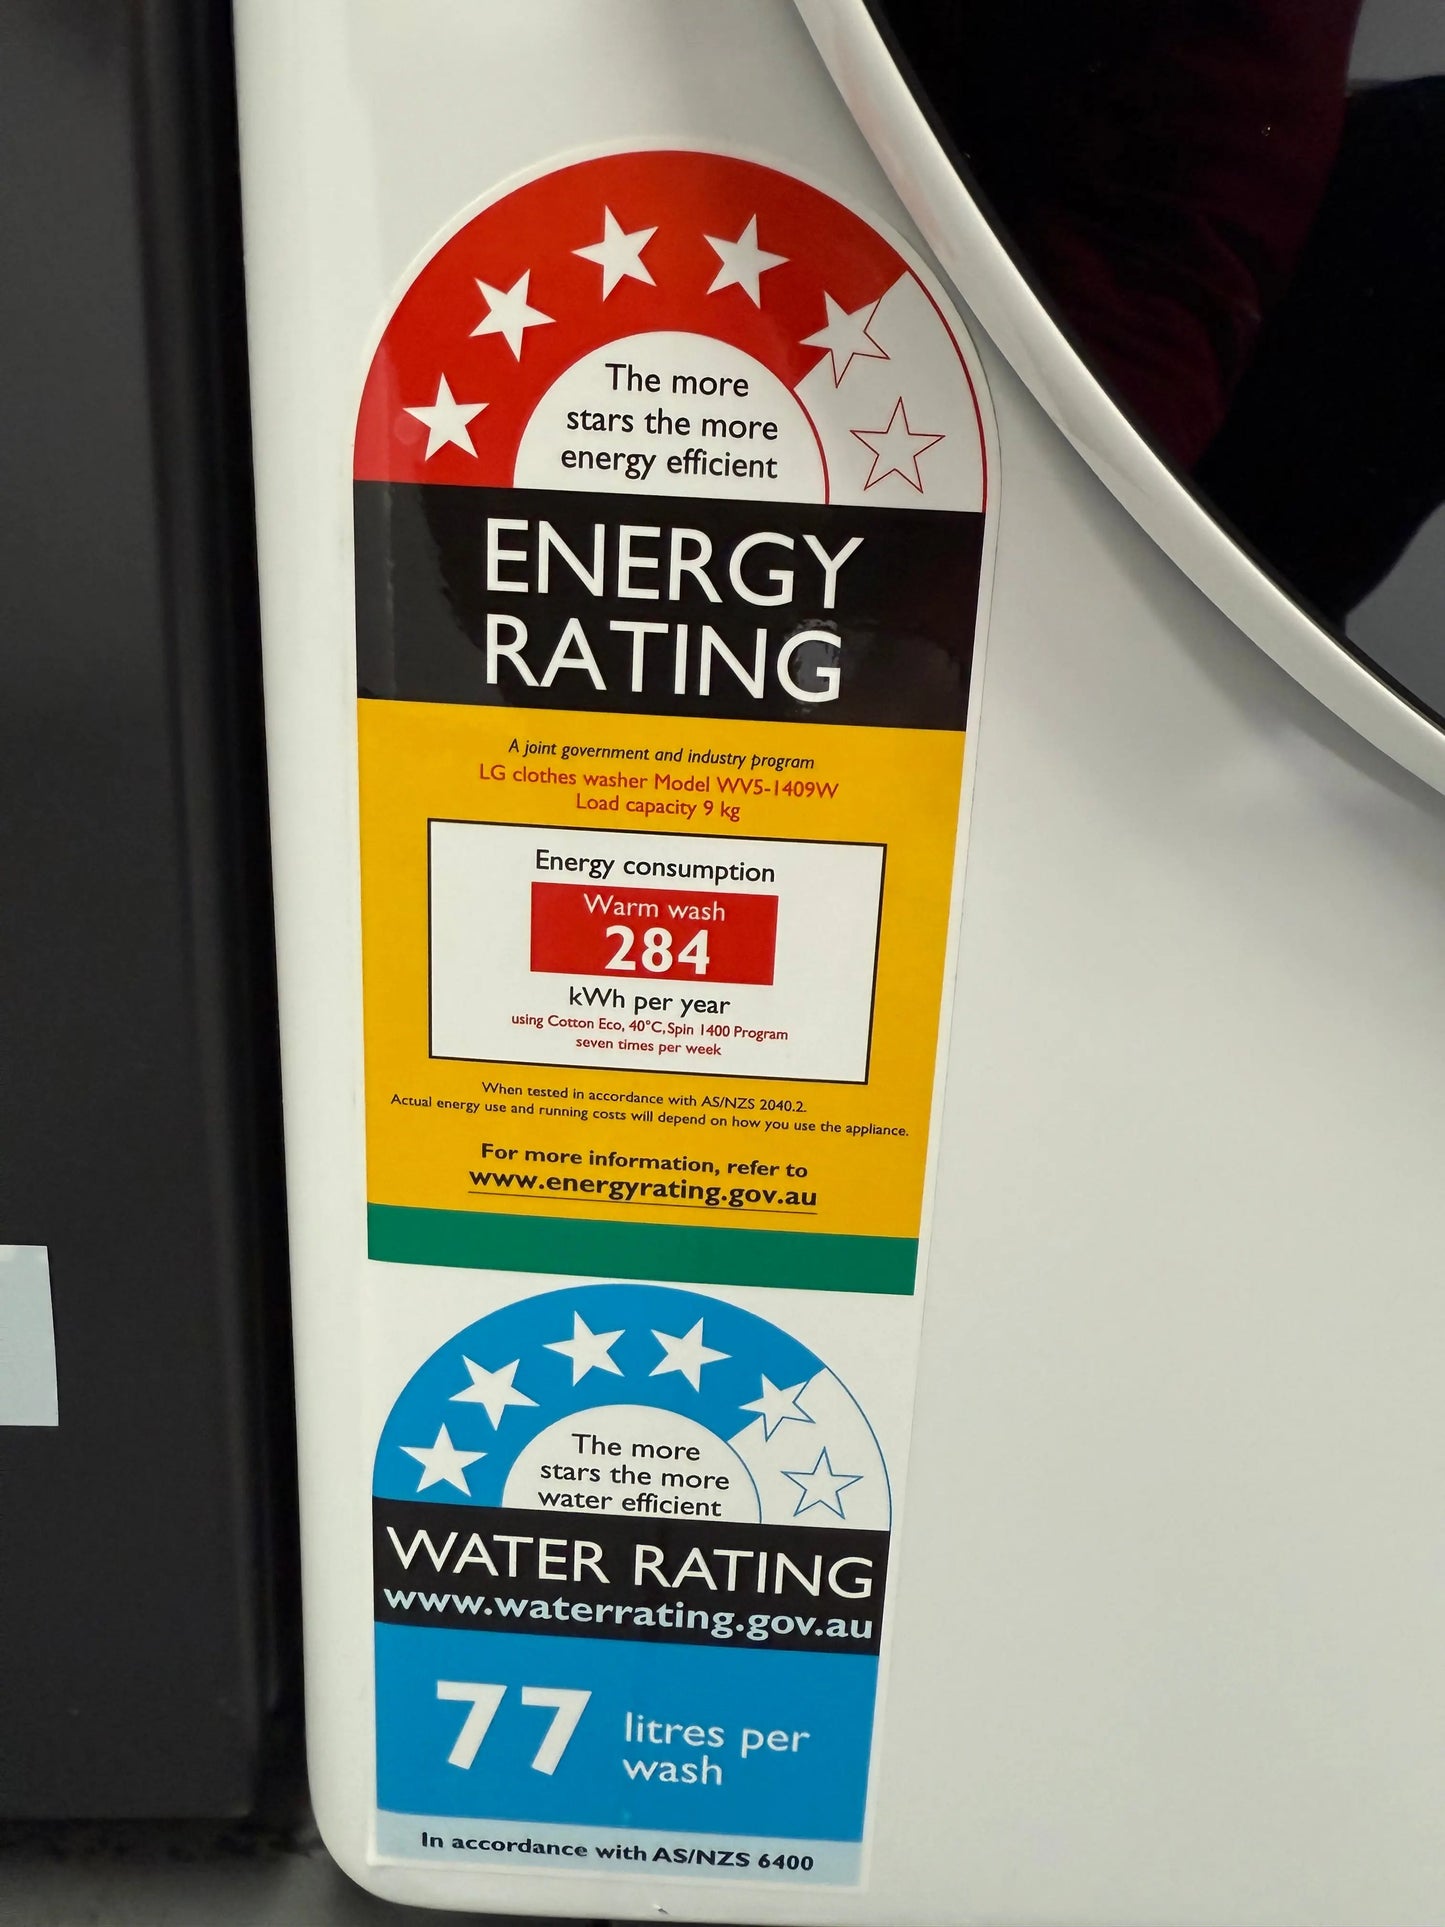 The more
stars the more
energy efficient
ENERGY
RATING
A joint government and industry program
LG clothes washer Model WV5-1409W
Load capacity 9 kg
Energy consumption
Warm wash
284
kWh per year
using Cotton Eco, 40°C, Spin 1400 Program
seven times per week
When tested in accordance with AS/NZS 2040.2.
Actual energy use and running costs will depend on how you use the appliance.
For more information, refer to
www.energyrating.gov.au
The more
stars the more
water efficient
WATER RATING
www.waterrating.gov.au
77 litres per
wash
In accordance with AS/NZS 6400